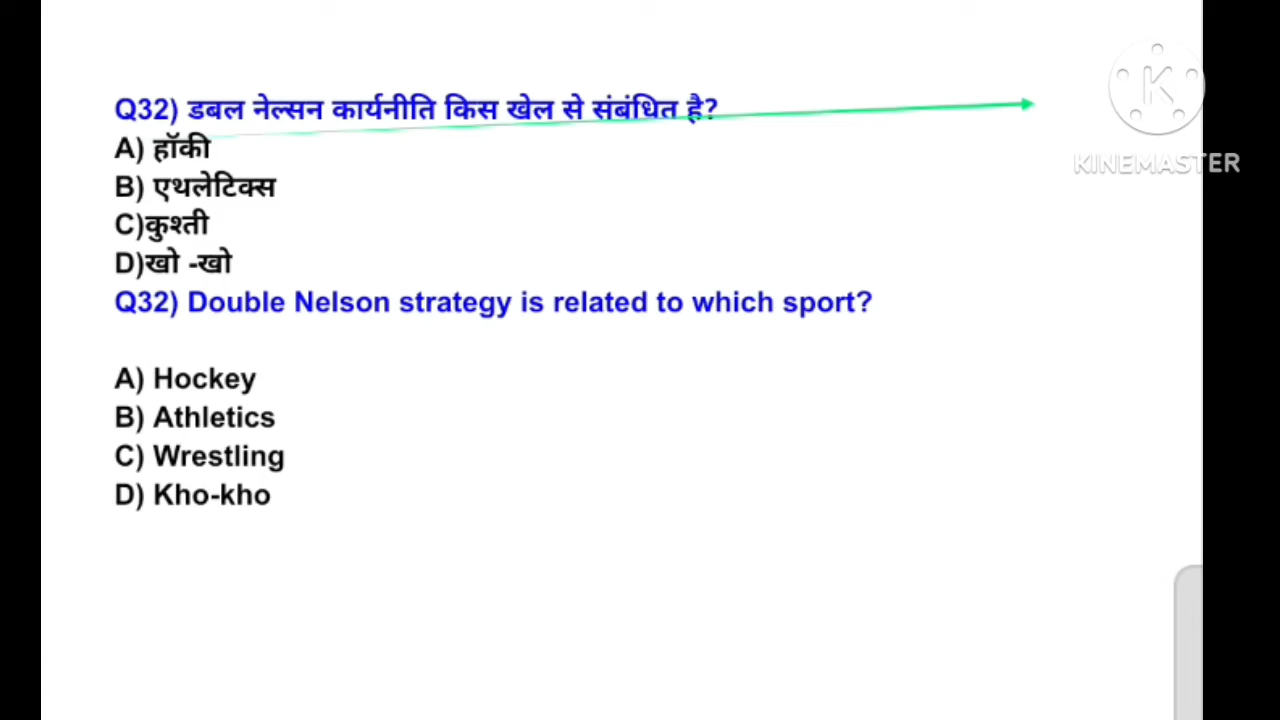 Q32) डबल नेल्सन कार्यनीति किस खेल से संबंधित है?
A) हॉकी
B) एथलेटिक्स
C)कुश्ती
D)खो -खो
Q32) Double Nelson strategy is related to which sport?
A) Hockey
B) Athletics
C) Wrestling
D) Kho-kho
K
KINEMASTER